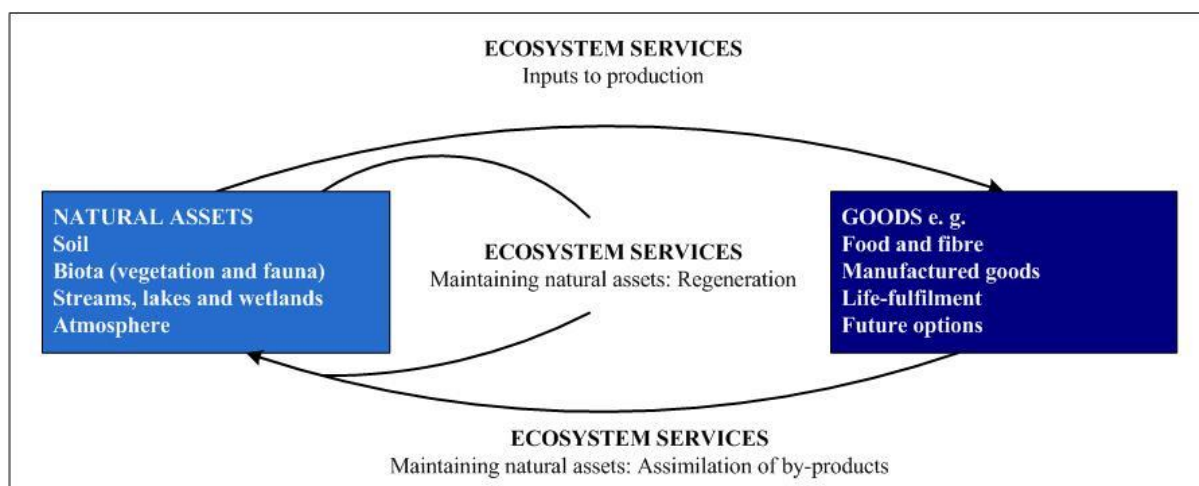 ECOSYSTEM SERVICES
Inputs to production
NATURAL ASSETS
Soil
Biota (vegetation and fauna)
Streams, lakes and wetlands
Atmosphere
ECOSYSTEM SERVICES
Maintaining natural assets: Regeneration
GOODS e. g.
Food and fibre
Manufactured goods
Life-fulfilment
Future options
ECOSYSTEM SERVICES
Maintaining natural assets: Assimilation of by-products